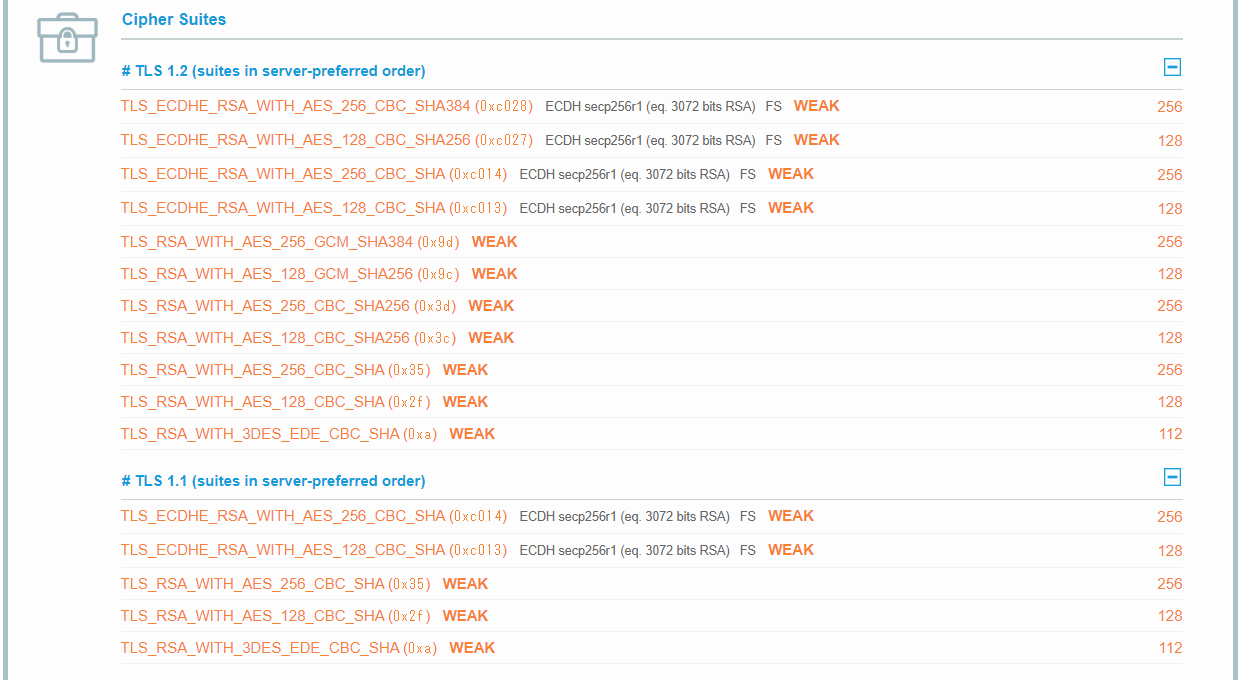 Cipher Suites
# TLS 1.2 (suites in server-preferred order)
TLS_ECDHE_RSA_WITH_AES_256_CBC_SHA384 (0xc028) ECDH secp256r1 (eq. 3072 bits RSA) FS WEAK 256
TLS_ECDHE_RSA_WITH_AES_128_CBC_SHA256 (0xc027) ECDH secp256r1 (eq. 3072 bits RSA) FS WEAK 128
TLS_ECDHE_RSA_WITH_AES_256_CBC_SHA (0xc014) ECDH secp256r1 (eq. 3072 bits RSA) FS WEAK 256
TLS_ECDHE_RSA_WITH_AES_128_CBC_SHA (0xc013) ECDH secp256r1 (eq. 3072 bits RSA) FS WEAK 128
TLS_RSA_WITH_AES_256_GCM_SHA384 (0x9d) WEAK 256
TLS_RSA_WITH_AES_128_GCM_SHA256 (0x9c) WEAK 128
TLS_RSA_WITH_AES_256_CBC_SHA256 (0x3d) WEAK 256
TLS_RSA_WITH_AES_128_CBC_SHA256 (0x3c) WEAK 128
TLS_RSA_WITH_AES_256_CBC_SHA (0x35) WEAK 256
TLS_RSA_WITH_AES_128_CBC_SHA (0x2f) WEAK 128
TLS_RSA_WITH_3DES_EDE_CBC_SHA (0xa) WEAK 112
# TLS 1.1 (suites in server-preferred order)
TLS_ECDHE_RSA_WITH_AES_256_CBC_SHA (0xc014) ECDH secp256r1 (eq. 3072 bits RSA) FS WEAK 256
TLS_ECDHE_RSA_WITH_AES_128_CBC_SHA (0xc013) ECDH secp256r1 (eq. 3072 bits RSA) FS WEAK 128
TLS_RSA_WITH_AES_256_CBC_SHA (0x35) WEAK 256
TLS_RSA_WITH_AES_128_CBC_SHA (0x2f) WEAK 128
TLS_RSA_WITH_3DES_EDE_CBC_SHA (0xa) WEAK 112